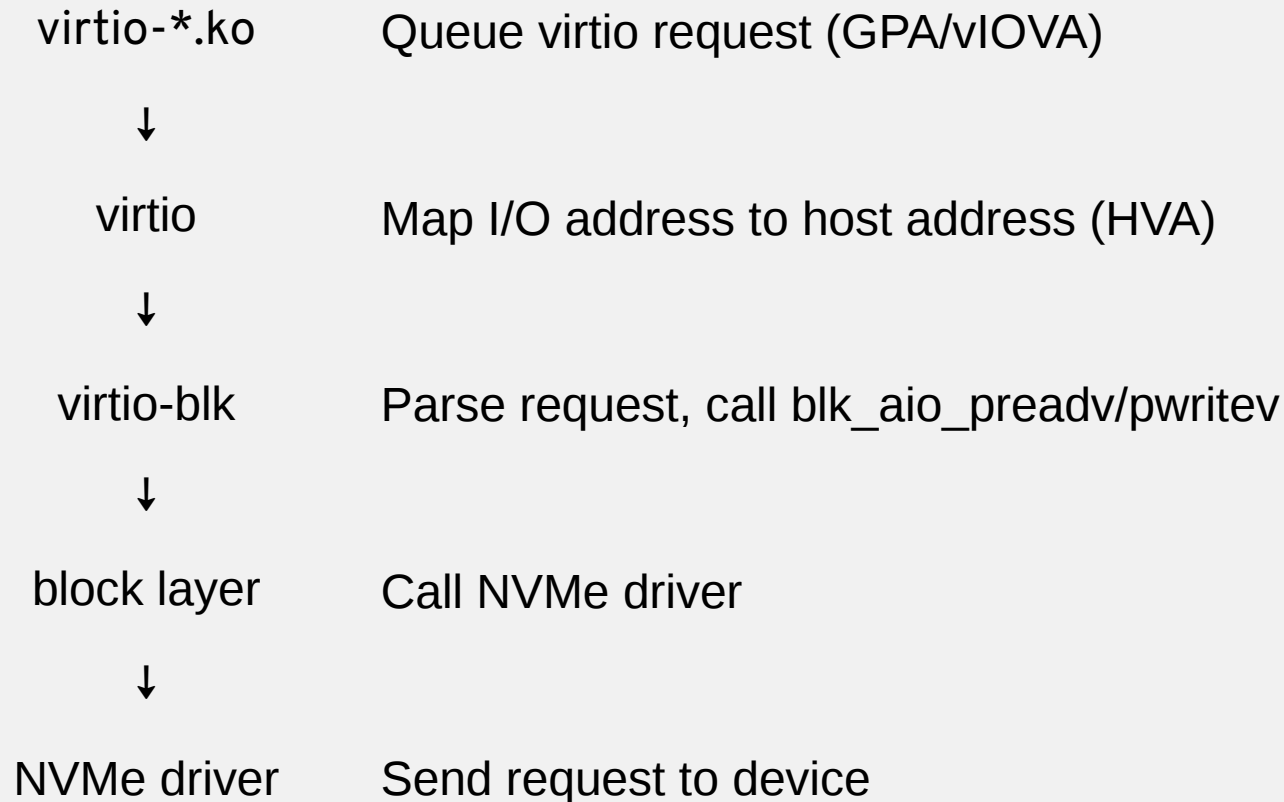 virtio-*.ko Queue virtio request (GPA/vIOVA)
↓
virtio Map I/O address to host address (HVA)
↓
virtio-blk Parse request, call blk_aio_preadv/pwritev
↓
block layer Call NVMe driver
↓
NVMe driver Send request to device